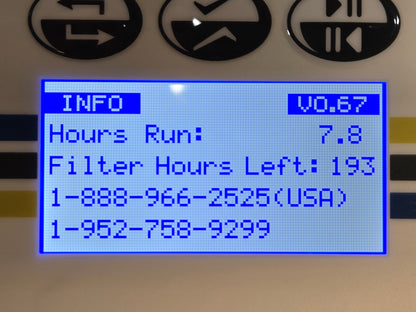 INFO V0.67
Hours Run: 7.8
Filter Hours Left: 193
1-888-966-2525(USA)
1-952-758-9299